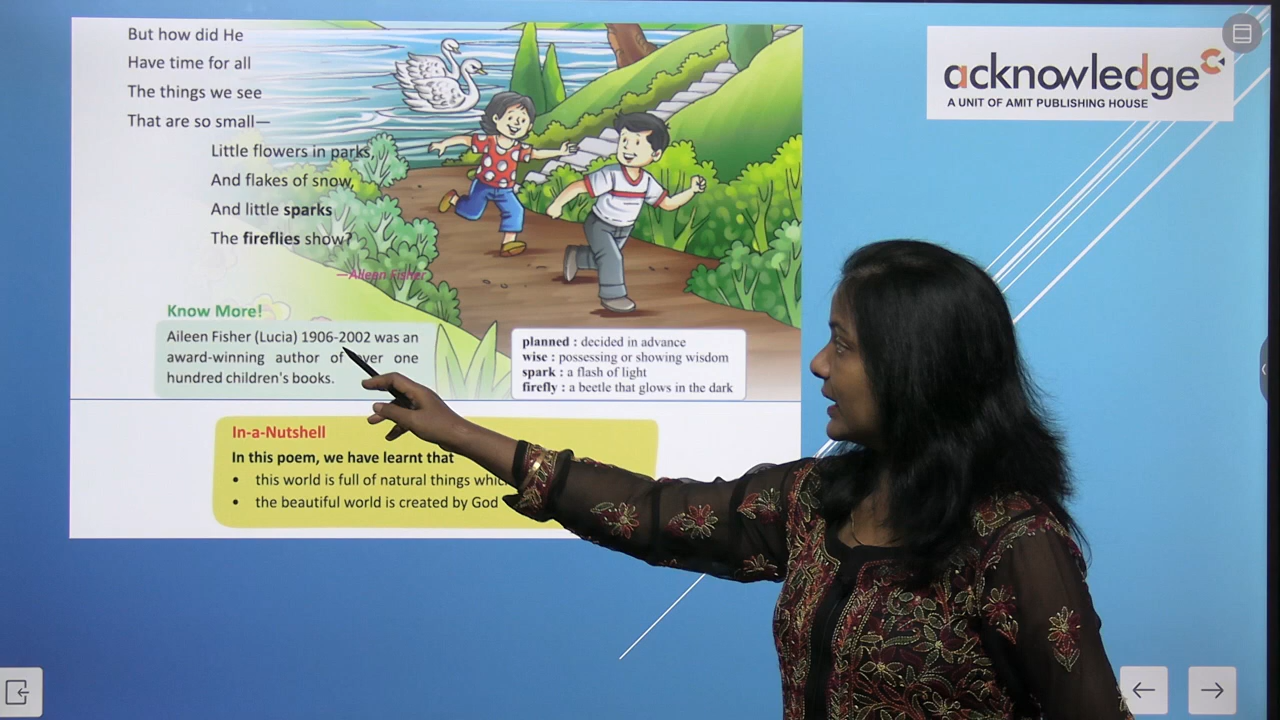 But how did He
Have time for all
The things we see
That are so small—
Little flowers in parks,
And flakes of snow,
And little sparks
The fireflies show?
—Aileen Fisher
Know More!
Aileen Fisher (Lucia) 1906-2002 was an
award-winning author of over one
hundred children's books.
planned : decided in advance
wise : possessing or showing wisdom
spark : a flash of light
firefly : a beetle that glows in the dark
In-a-Nutshell
In this poem, we have learnt that
• this world is full of natural things
• the beautiful world is created by God
acknowledge
A UNIT OF AMIT PUBLISHING HOUSE